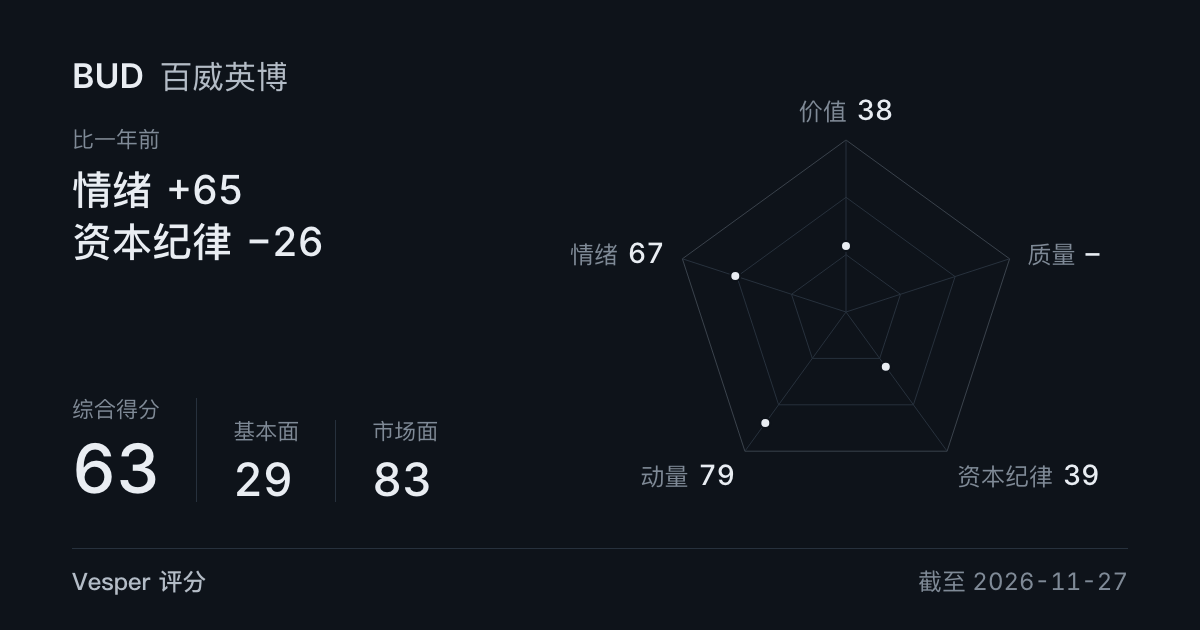 BUD 百威英博
比一年前
情绪 +65
资本纪律 −26
综合得分
63
基本面
29
市场面
83
价值 38
质量 –
资本纪律 39
动量 79
情绪 67
Vesper 评分
截至 2026-11-27